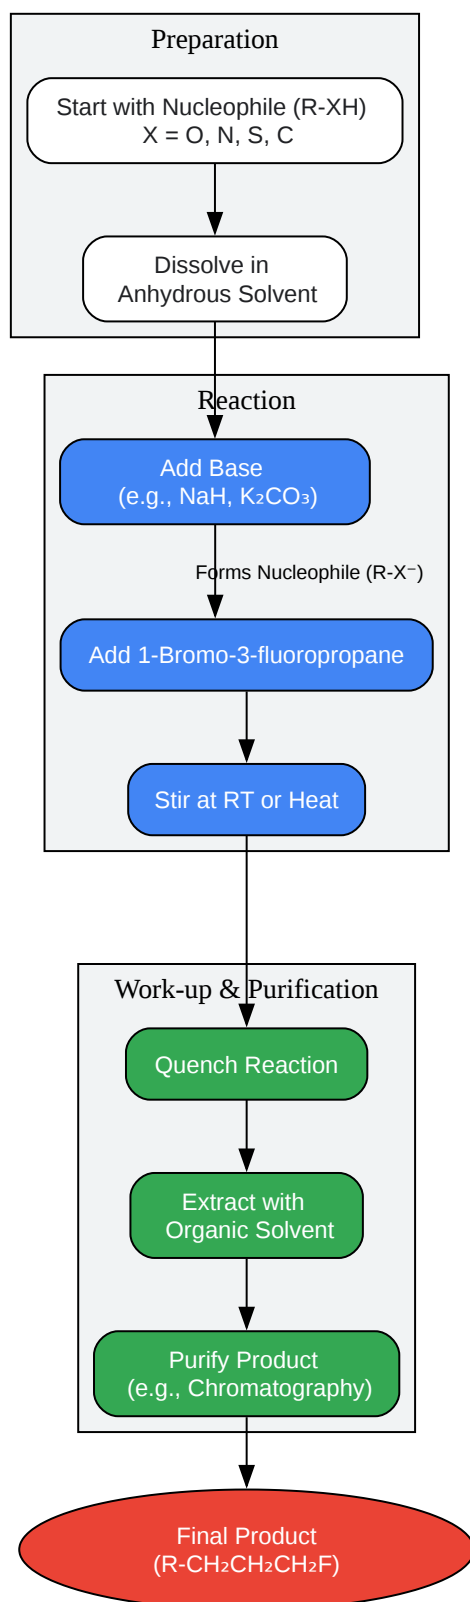 Preparation
Start with Nucleophile (R-XH)
X = O, N, S, C
Dissolve in
Anhydrous Solvent
Reaction
Add Base
(e.g., NaH, K₂CO₃)
Forms Nucleophile (R-X⁻)
Add 1-Bromo-3-fluoropropane
Stir at RT or Heat
Work-up & Purification
Quench Reaction
Extract with
Organic Solvent
Purify Product
(e.g., Chromatography)
Final Product
(R-CH₂CH₂CH₂F)